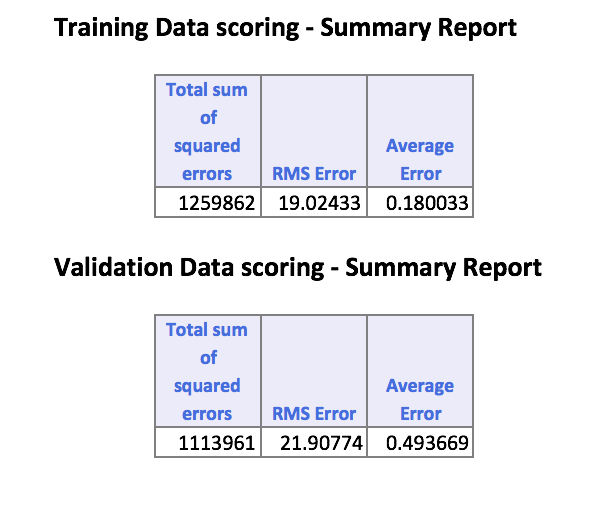 Training Data scoring - Summary Report
Total sum
of
squared
errors
RMS Error
Average
Error
1259862 19.02433 0.180033
Validation Data scoring - Summary Report
Total sum
of
squared
errors
RMS Error
Average
Error
1113961 21.90774 0.493669